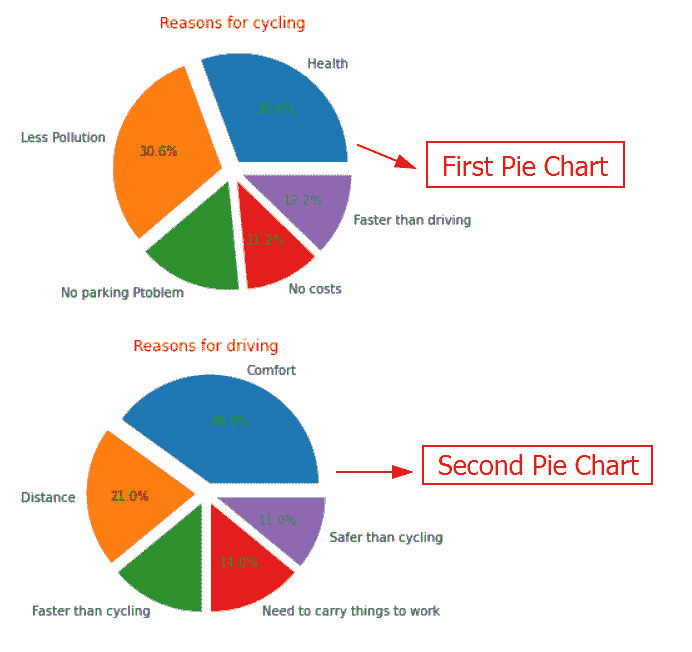 Reasons for cycling
Health
Less Pollution
30.6%
First Pie Chart
12.2%
Faster than driving
11.2%
No costs
No parking Ptoblem
Reasons for driving
Comfort
Second Pie Chart
Distance
21.0%
11.0%
Safer than cycling
14.0%
Faster than cycling
Need to carry things to work